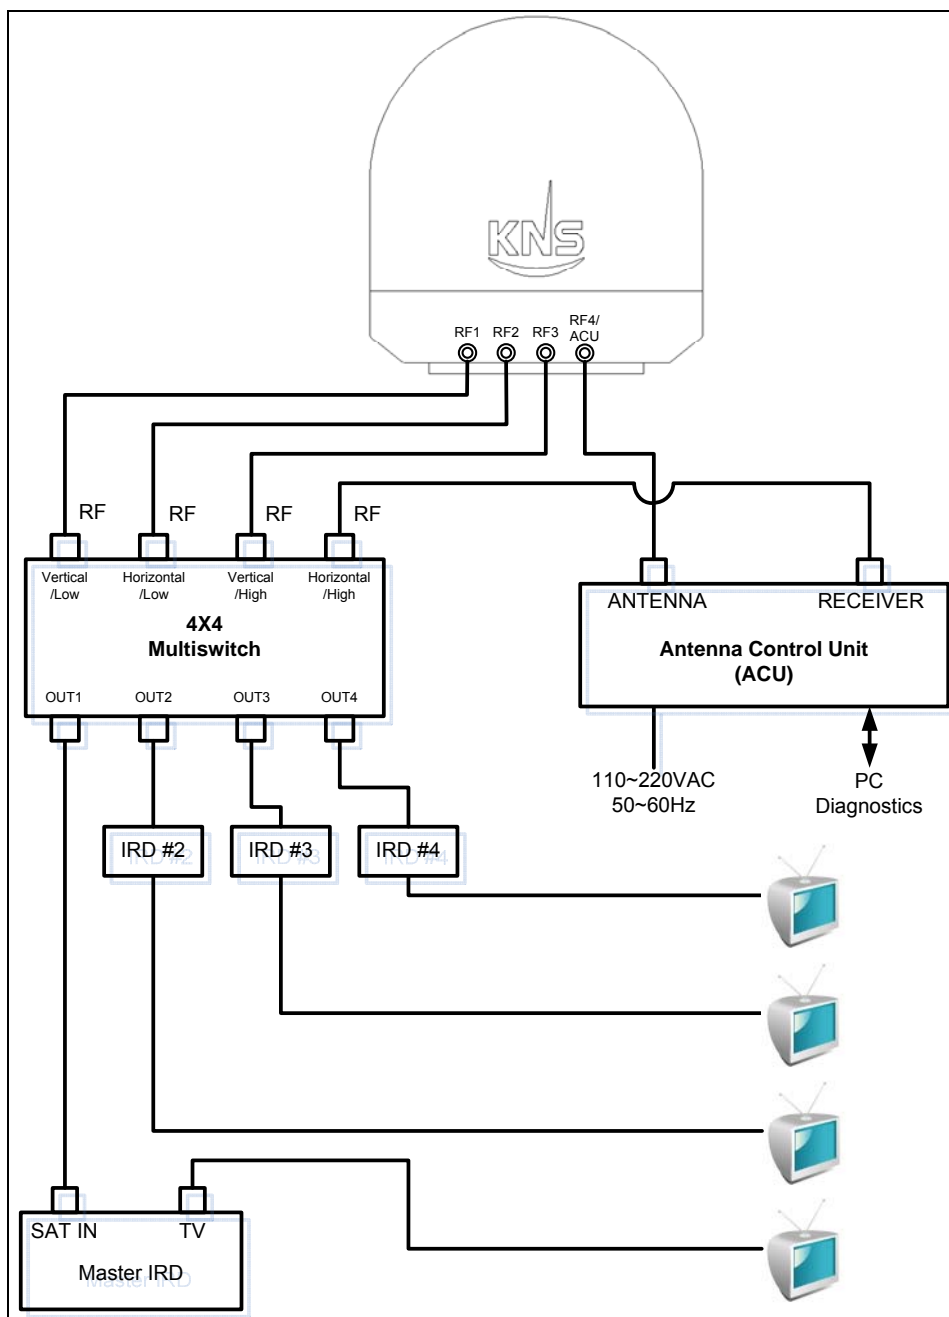 KNS
RF1
RF2
RF3
RF4/
ACU
RF
RF
RF
RF
Vertical
/Low
Horizontal
/Low
Vertical
/High
Horizontal
/High
4X4
Multiswitch
OUT1
OUT2
OUT3
OUT4
ANTENNA
RECEIVER
Antenna Control Unit
(ACU)
110~220VAC
50~60Hz
PC
Diagnostics
IRD #2
IRD #3
IRD #4
SAT IN
TV
Master IRD